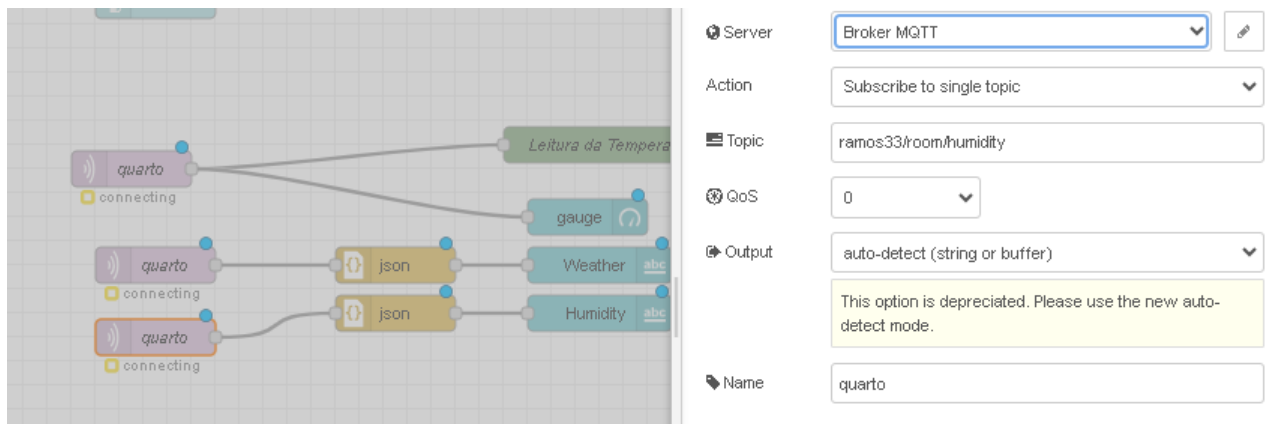 quarto
connecting
Leitura da Tempera
gauge
quarto
connecting
json
Weather
abc
quarto
connecting
json
Humidity
abc
Server
Broker MQTT
Action
Subscribe to single topic
Topic
ramos33/room/humidity
QoS
0
Output
auto-detect (string or buffer)
This option is depreciated. Please use the new auto-
detect mode.
Name
quarto